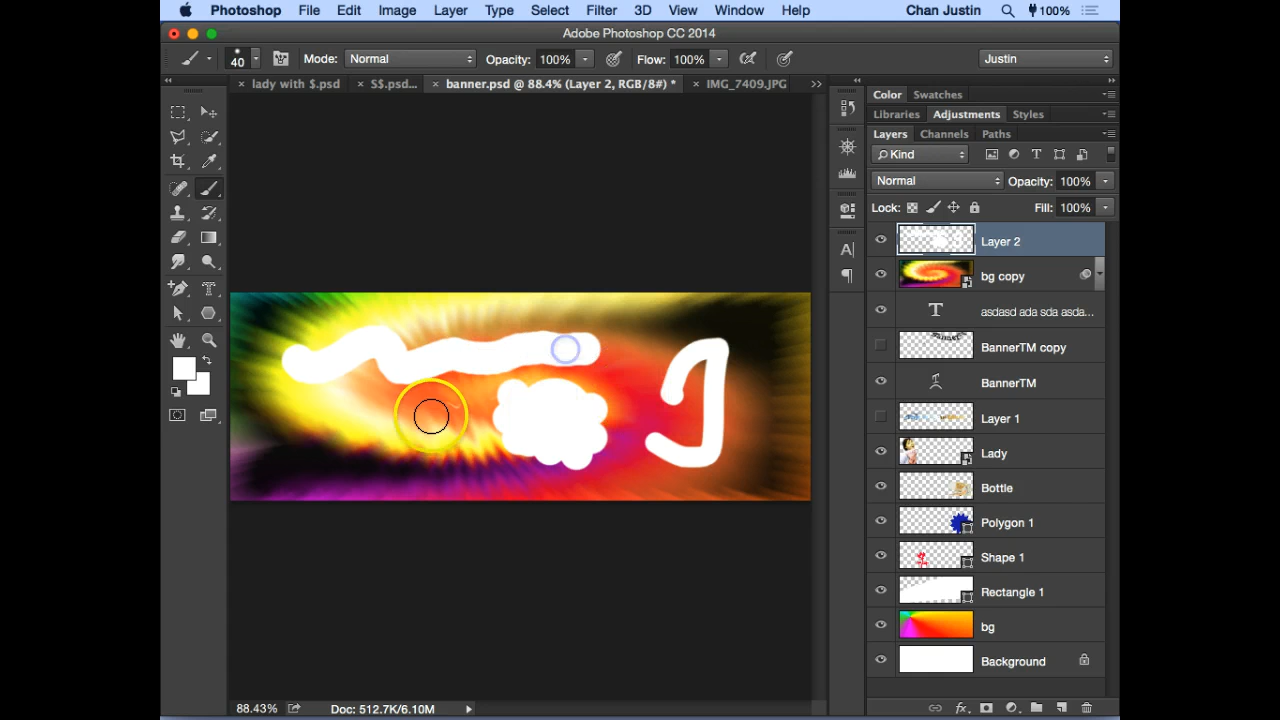 Photoshop File Edit Image Layer Type Select Filter 3D View Window Help Chan Justin 100%
Adobe Photoshop CC 2014
40 Mode: Normal Opacity: 100% Flow: 100% Justin
lady with $.psd S$.psd... banner.psd @ 88.4% (Layer 2, RGB/8#) * IMG_7409.JPG
Color Swatches
Libraries Adjustments Styles
Layers Channels Paths
Kind
Normal Opacity: 100%
Lock: Fill: 100%
Layer 2
bg copy
asdasd ada sda asda...
BannerTM copy
BannerTM
Layer 1
Lady
Bottle
Polygon 1
Shape 1
Rectangle 1
bg
Background
88.43% Doc: 512.7K/6.10M